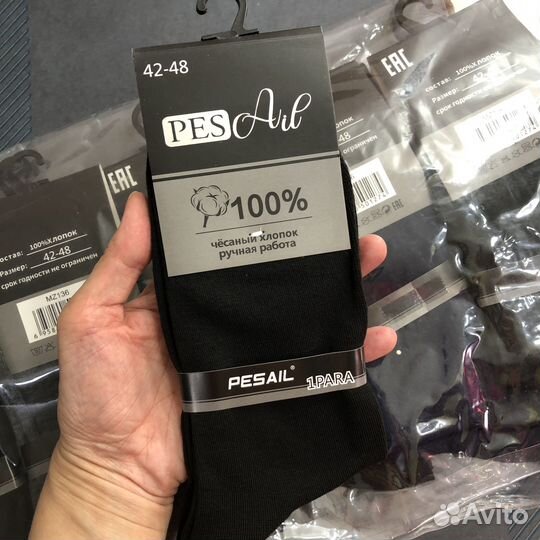 42-48
PES Ail
100%
чёсаный хлопок
ручная работа
PESAIL®
1PARA
EAC
состав: 100%хлопок
Размер: 42-48
срок годности не ограничен
EAC
состав: 100%хлопок
Размер: 42-48
срок годности не ограничен
MZ136
Avito